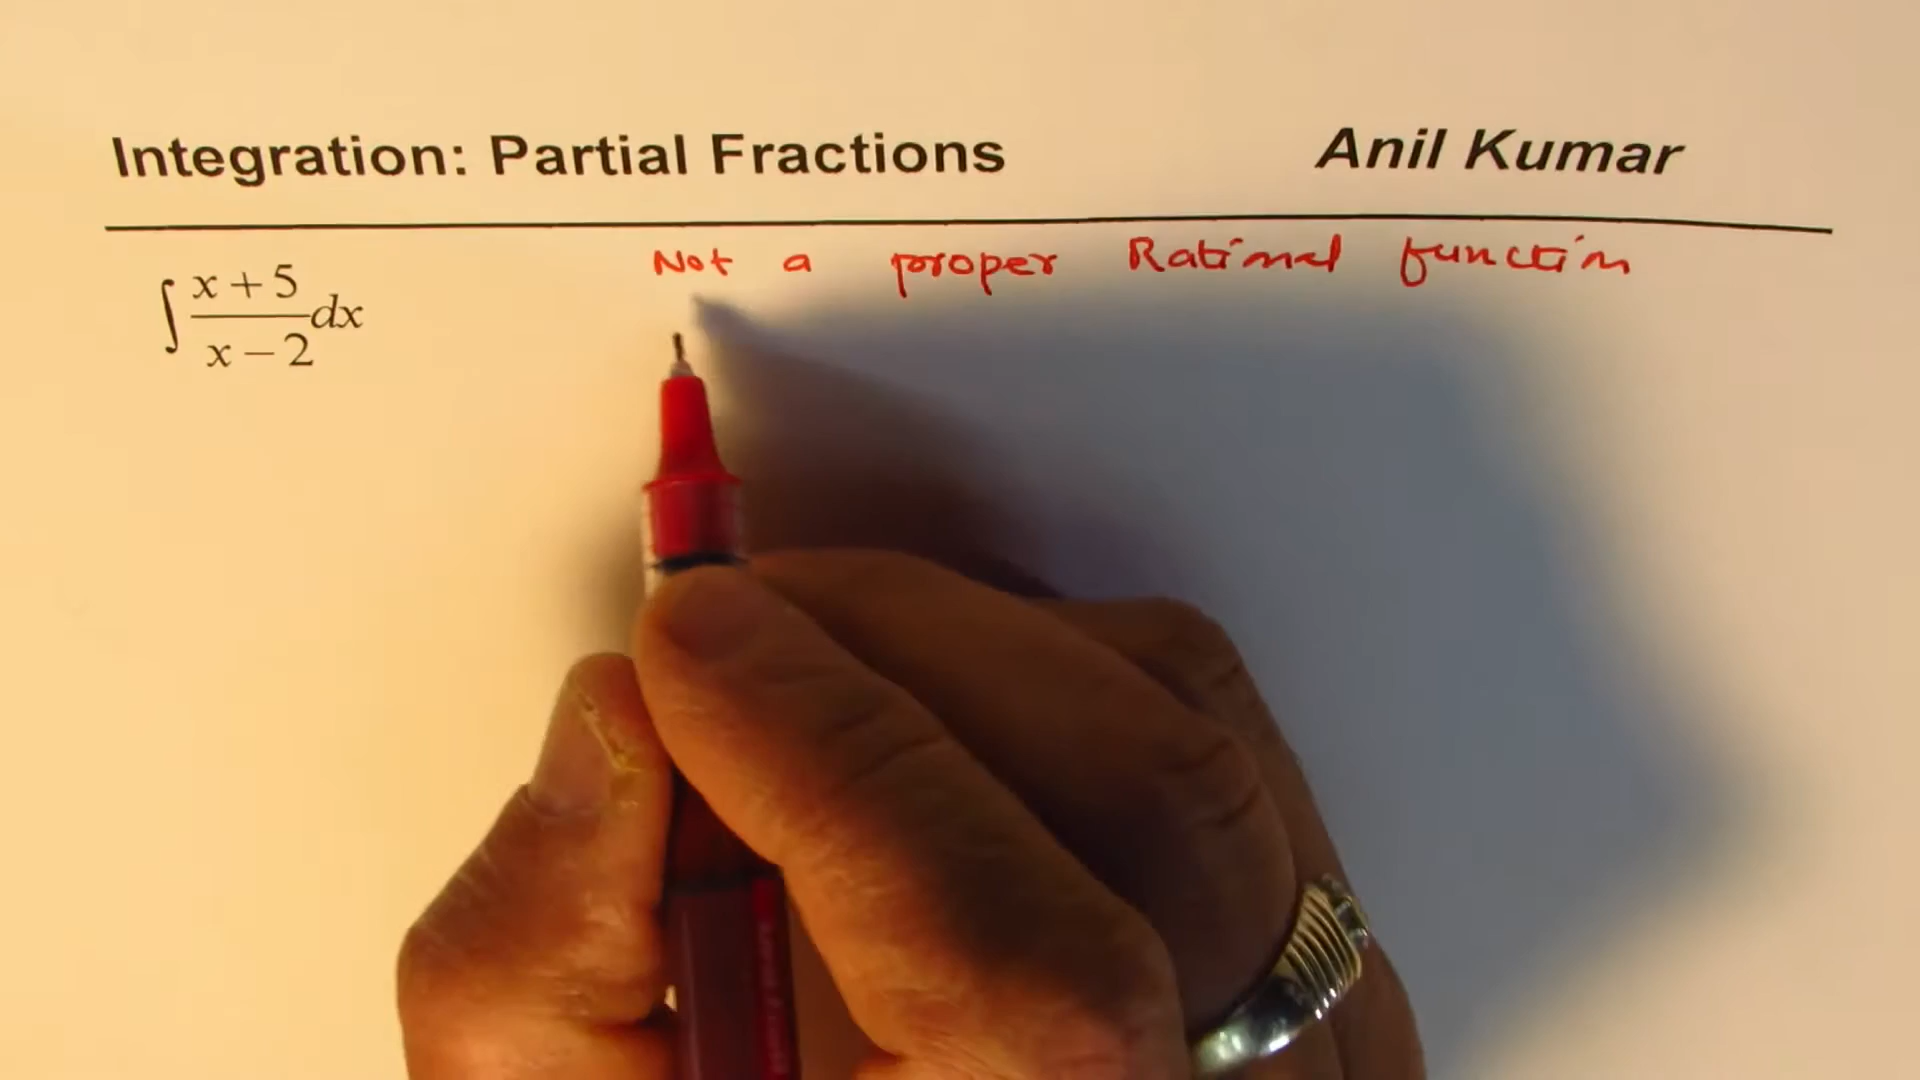 Integration: Partial Fractions Anil Kumar
∫ x + 5 / x − 2 dx Not a proper Rational function